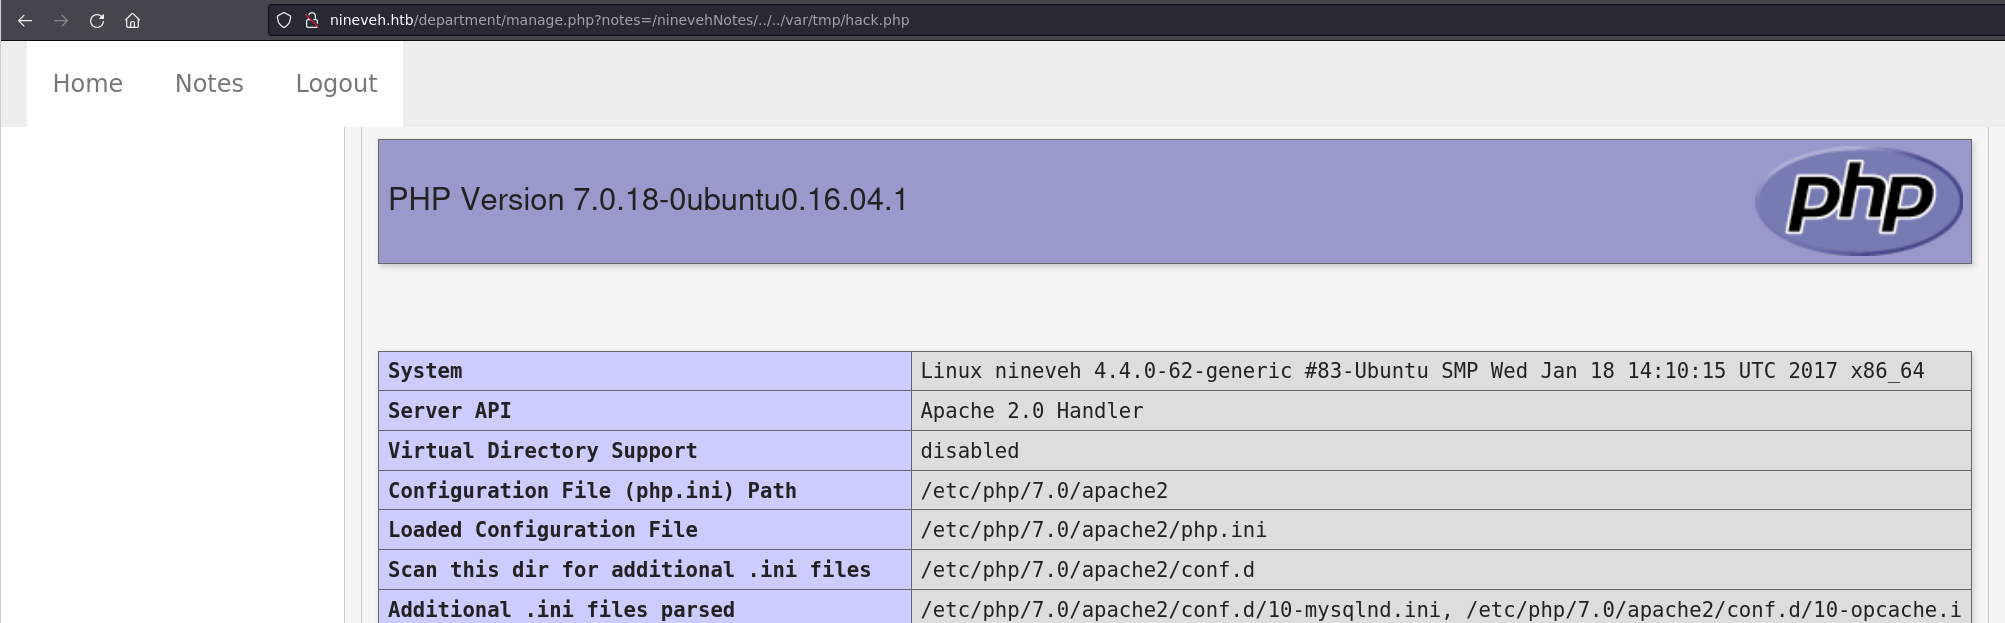 nineveh.htb/department/manage.php?notes=/ninevehNotes/../../var/tmp/hack.php
Home Notes Logout
PHP Version 7.0.18-0ubuntu0.16.04.1
php
System Linux nineveh 4.4.0-62-generic #83-Ubuntu SMP Wed Jan 18 14:10:15 UTC 2017 x86_64
Server API Apache 2.0 Handler
Virtual Directory Support disabled
Configuration File (php.ini) Path /etc/php/7.0/apache2
Loaded Configuration File /etc/php/7.0/apache2/php.ini
Scan this dir for additional .ini files /etc/php/7.0/apache2/conf.d
Additional .ini files parsed /etc/php/7.0/apache2/conf.d/10-mysqlnd.ini, /etc/php/7.0/apache2/conf.d/10-opcache.i